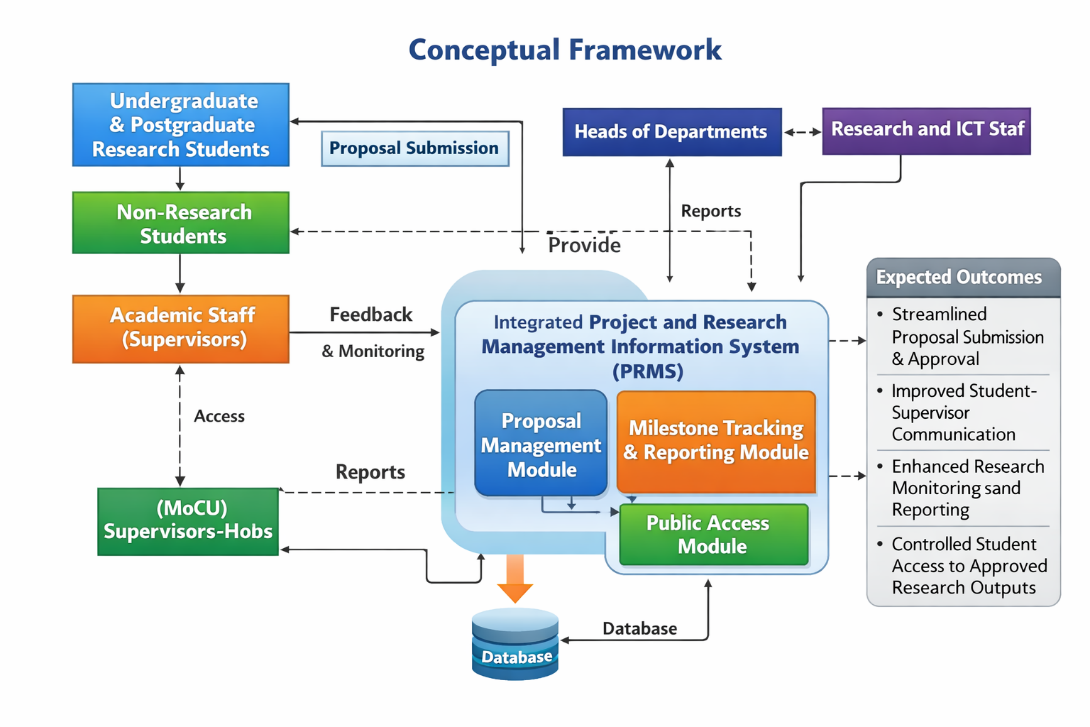 Conceptual Framework
Undergraduate
& Postgraduate
Research Students
Proposal Submission
Heads of Departments
Research and ICT Staf
Non-Research
Students
Reports
Provide
Academic Staff
(Supervisors)
Feedback
& Monitoring
Access
(MoCU)
Supervisors-Hobs
Reports
Integrated Project and Research
Management Information System
(PRMS)
Proposal
Management
Module
Milestone Tracking
& Reporting Module
Public Access
Module
Database
Database
Expected Outcomes
• Streamlined
Proposal Submission
& Approval
• Improved Student-
Supervisor
Communication
• Enhanced Research
Monitoring sand
Reporting
• Controlled Student
Access to Approved
Research Outputs